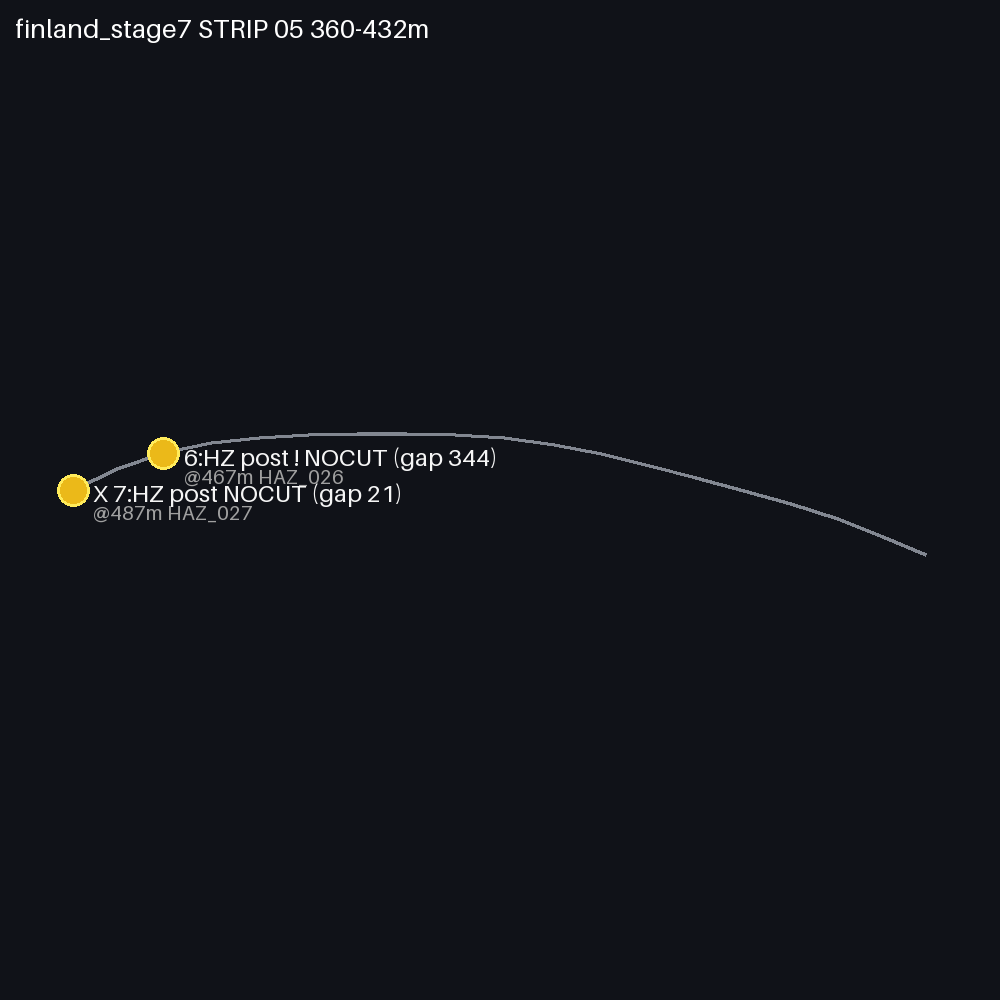 finland_stage7 STRIP 05 360-432m
6:HZ post ! NOCUT (gap 344)
@467m HAZ_026
X 7:HZ post NOCUT (gap 21)
@487m HAZ_027